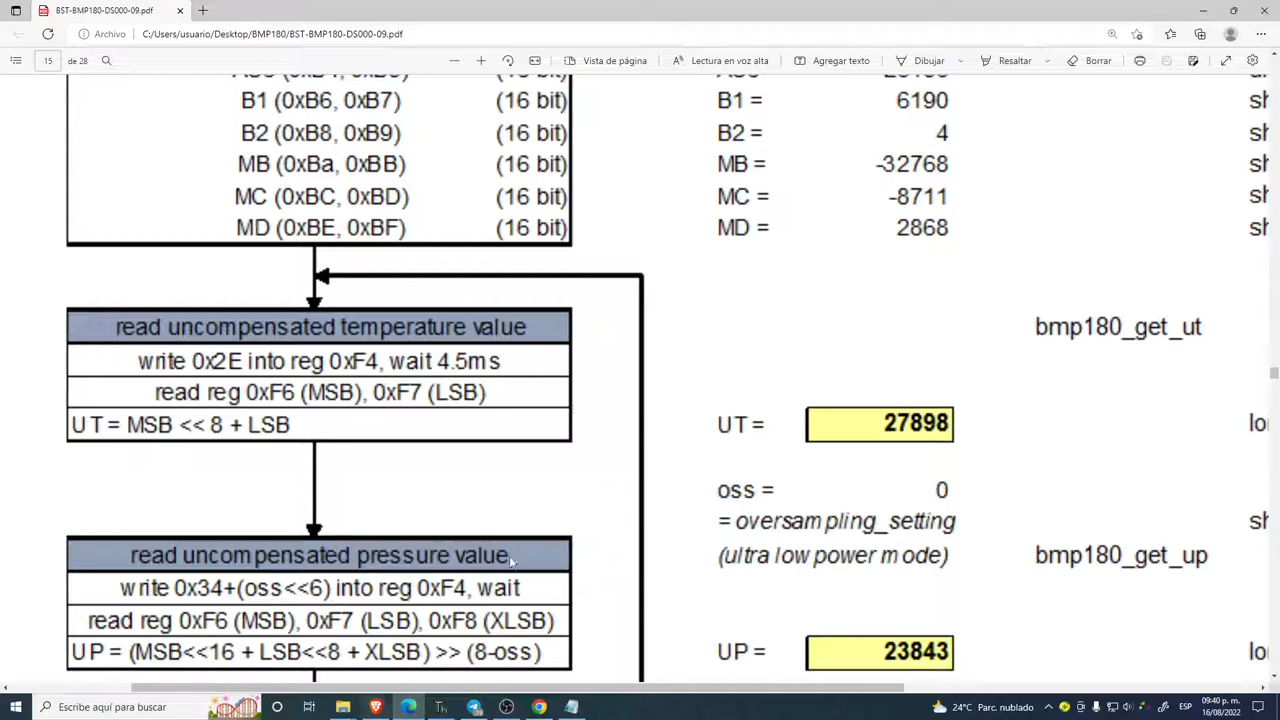 BST-BMP180-DS000-09.pdf
Archivo C:/Users/usuario/Desktop/BMP180/BST-BMP180-DS000-09.pdf
15 de 28 Vista de página Lectura en voz alta Agregar texto Dibujar Resaltar Borrar
B1 (0xB6, 0xB7) (16 bit) B1 = 6190
B2 (0xB8, 0xB9) (16 bit) B2 = 4
MB (0xBa, 0xBB) (16 bit) MB = -32768
MC (0xBC, 0xBD) (16 bit) MC = -8711
MD (0xBE, 0xBF) (16 bit) MD = 2868
read uncompensated temperature value bmp180_get_ut
write 0x2E into reg 0xF4, wait 4.5ms
read reg 0xF6 (MSB), 0xF7 (LSB)
UT = MSB << 8 + LSB UT = 27898
oss = 0
= oversampling_setting
read uncompensated pressure value (ultra low power mode) bmp180_get_up
write 0x34+(oss<<6) into reg 0xF4, wait
read reg 0xF6 (MSB), 0xF7 (LSB), 0xF8 (XLSB)
UP = (MSB<<16 + LSB<<8 + XLSB) >> (8-oss) UP = 23843
Escribe aquí para buscar Th 24°C Parc. nublado ESP 09:40 p. m.
16/08/2022